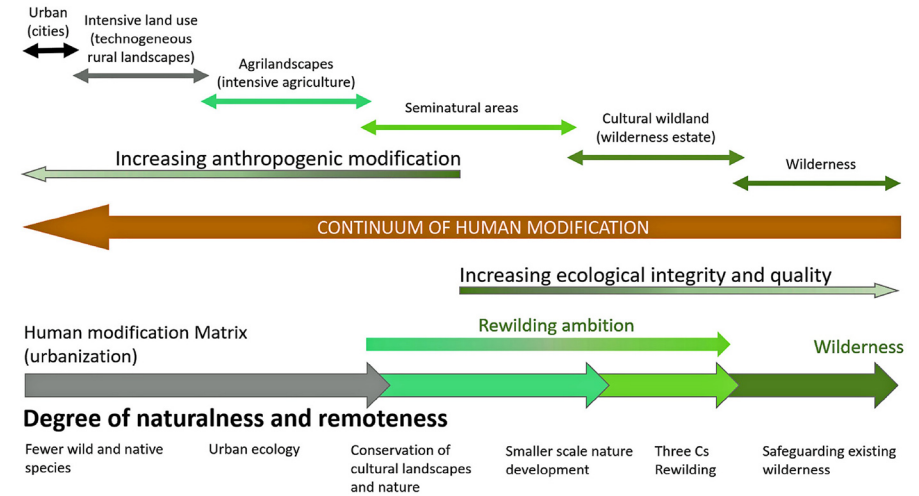 Urban
(cities)
Intensive land use
(technogeneous
rural landscapes)
Agrilandscapes
(intensive agriculture)
Seminatural areas
Cultural wildland
(wilderness estate)
Wilderness
Increasing anthropogenic modification
CONTINUUM OF HUMAN MODIFICATION
Increasing ecological integrity and quality
Human modification Matrix
(urbanization)
Rewilding ambition
Wilderness
Degree of naturalness and remoteness
Fewer wild and native
species
Urban ecology
Conservation of
cultural landscapes
and nature
Smaller scale nature
development
Three Cs
Rewilding
Safeguarding existing
wilderness